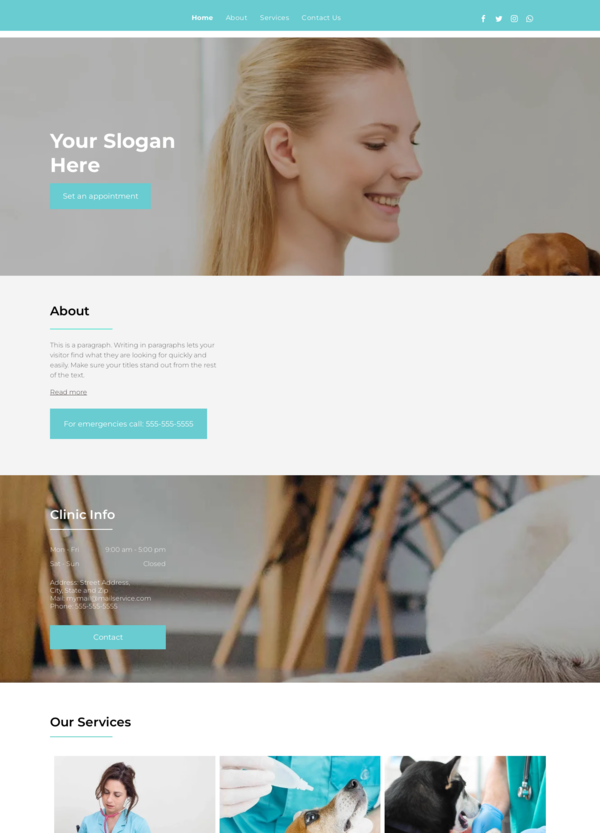 Home About Services Contact Us
Your Slogan
Here
Set an appointment
About
This is a paragraph. Writing in paragraphs lets your
visitor find what they are looking for quickly and
easily. Make sure your titles stand out from the rest
of the text.
Read more
For emergencies call: 555-555-5555
Clinic Info
Mon - Fri 9:00 am - 5:00 pm
Sat - Sun Closed
Address: Street Address,
City, State and Zip
Mail: mymail@mailservice.com
Phone: 555-555-5555
Contact
Our Services